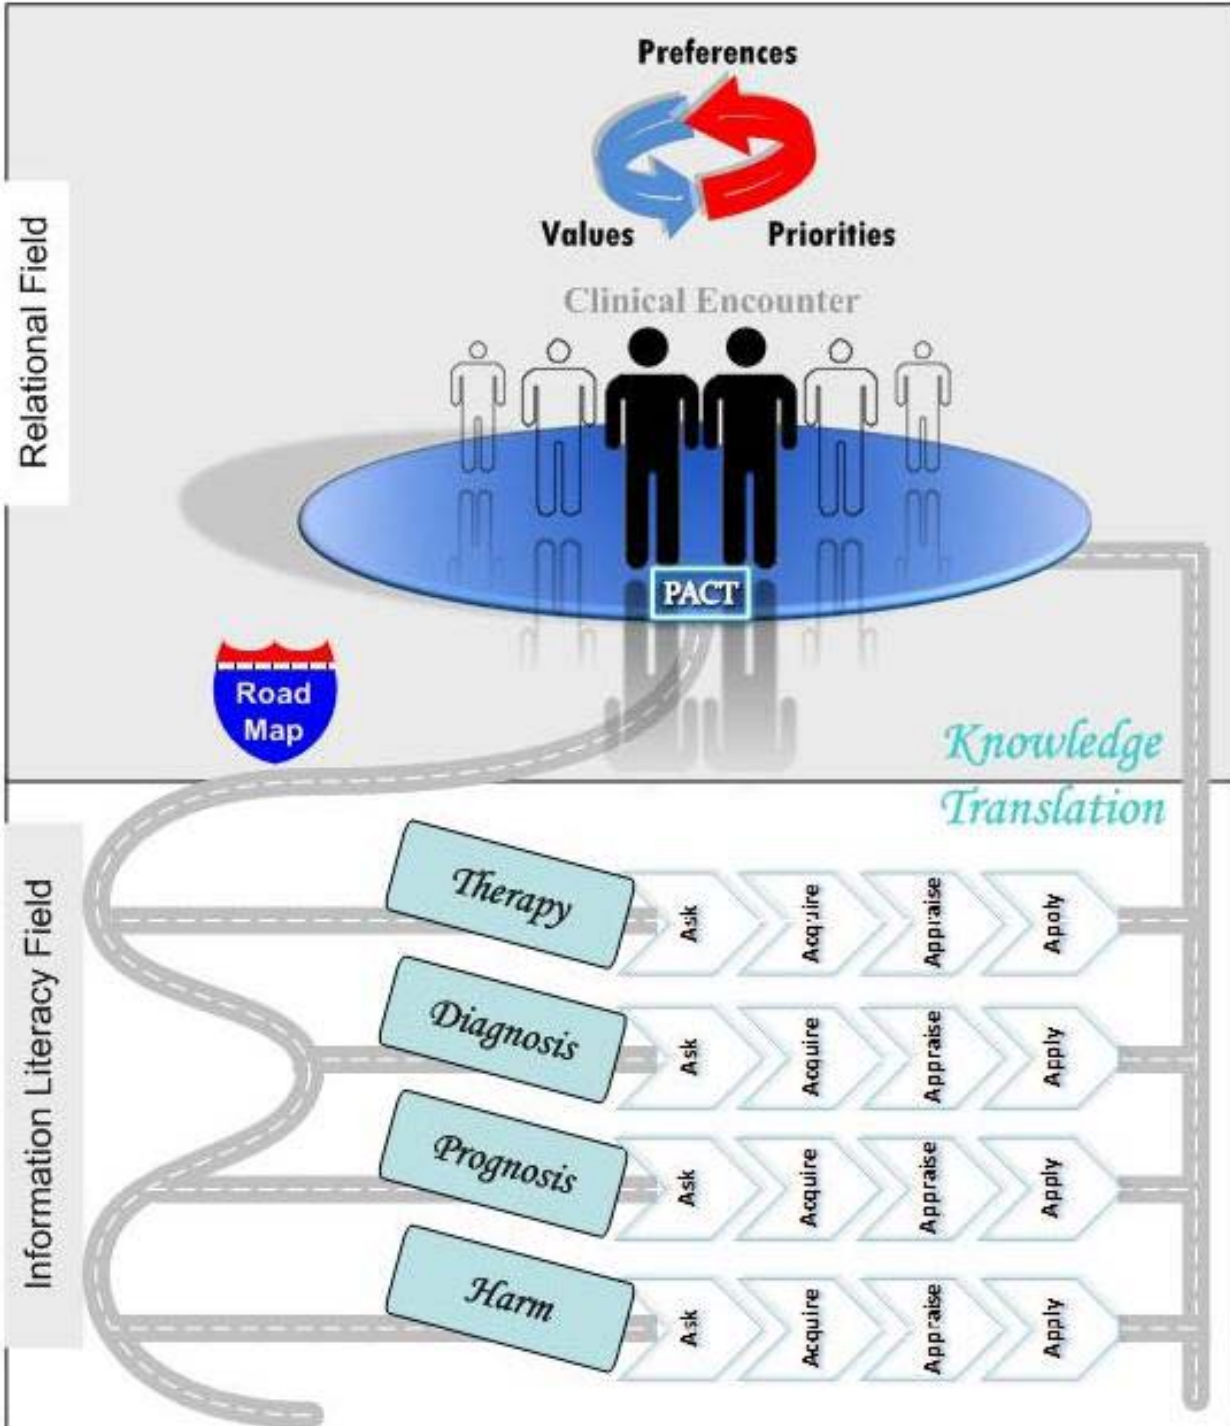 Preferences
Values
Priorities
Clinical Encounter
Relational Field
PACT
Road
Map
Knowledge
Translation
Information Literacy Field
Therapy
Ask
Acquire
Appraise
Apply
Diagnosis
Ask
Acquire
Appraise
Apply
Prognosis
Ask
Acquire
Appraise
Apply
Harm
Ask
Acquire
Appraise
Apply